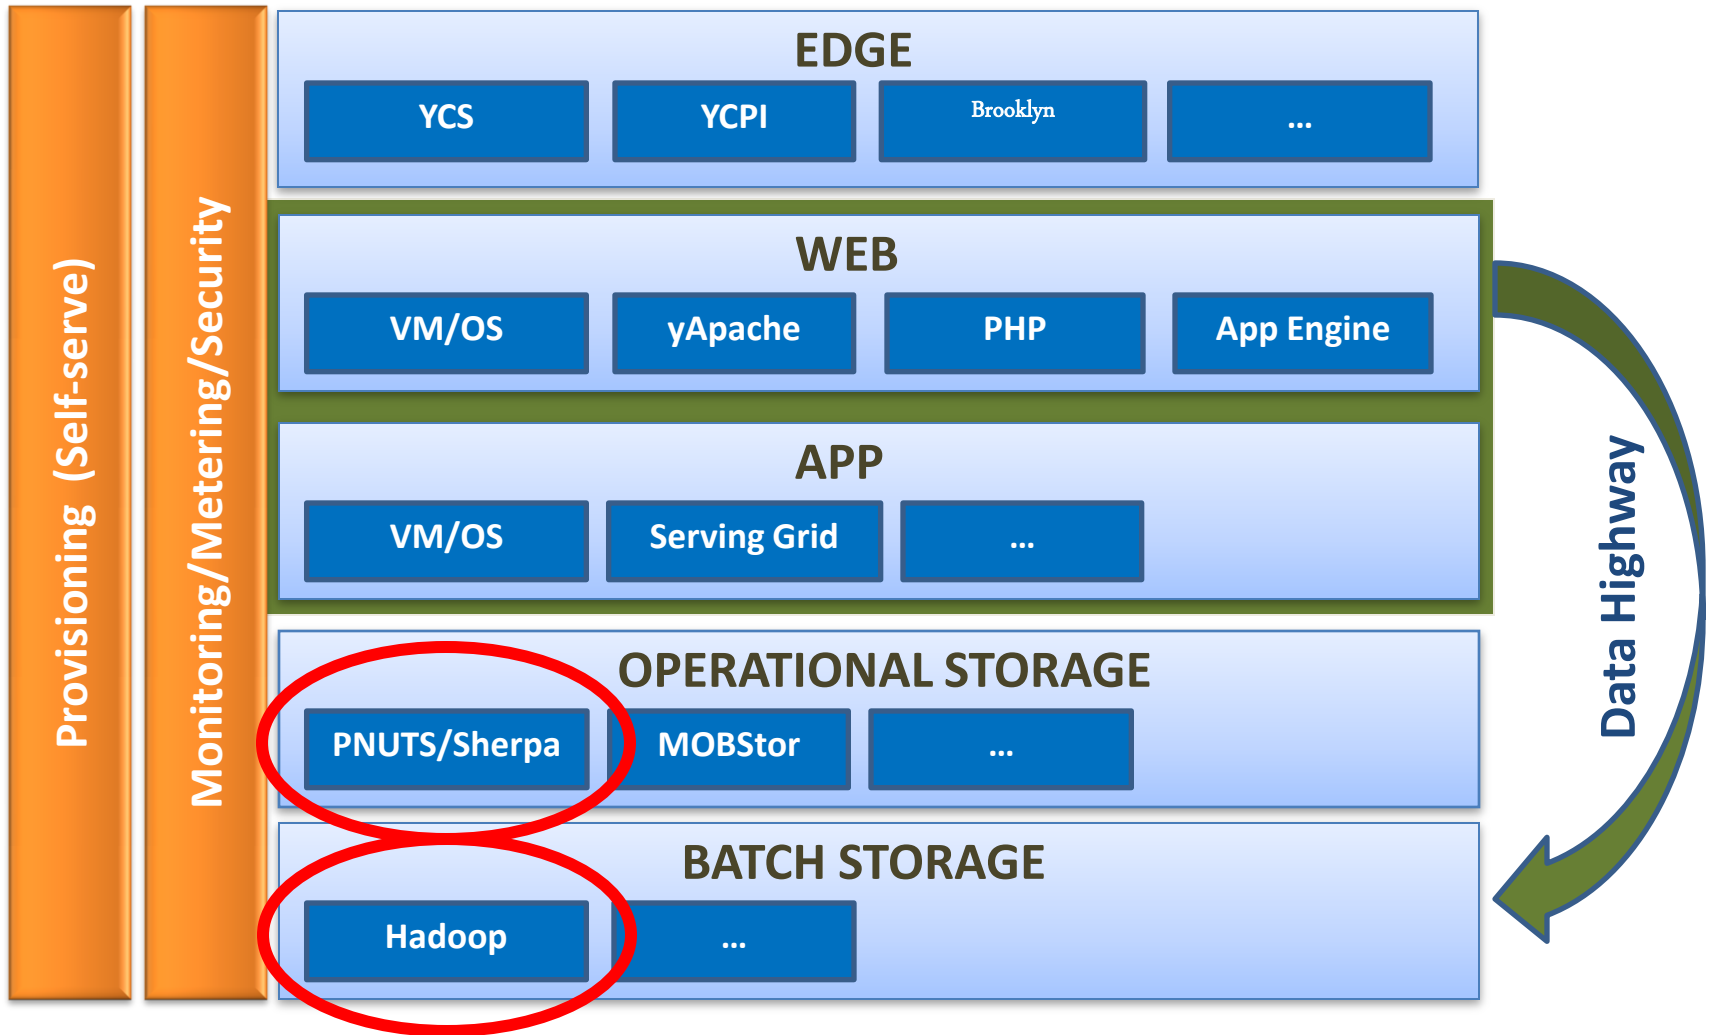 Provisioning (Self-serve)
Monitoring/Metering/Security
EDGE
YCS
YCPI
Brooklyn
...
WEB
VM/OS
yApache
PHP
App Engine
APP
VM/OS
Serving Grid
...
OPERATIONAL STORAGE
PNUTS/Sherpa
MOBStor
...
BATCH STORAGE
Hadoop
...
Data Highway